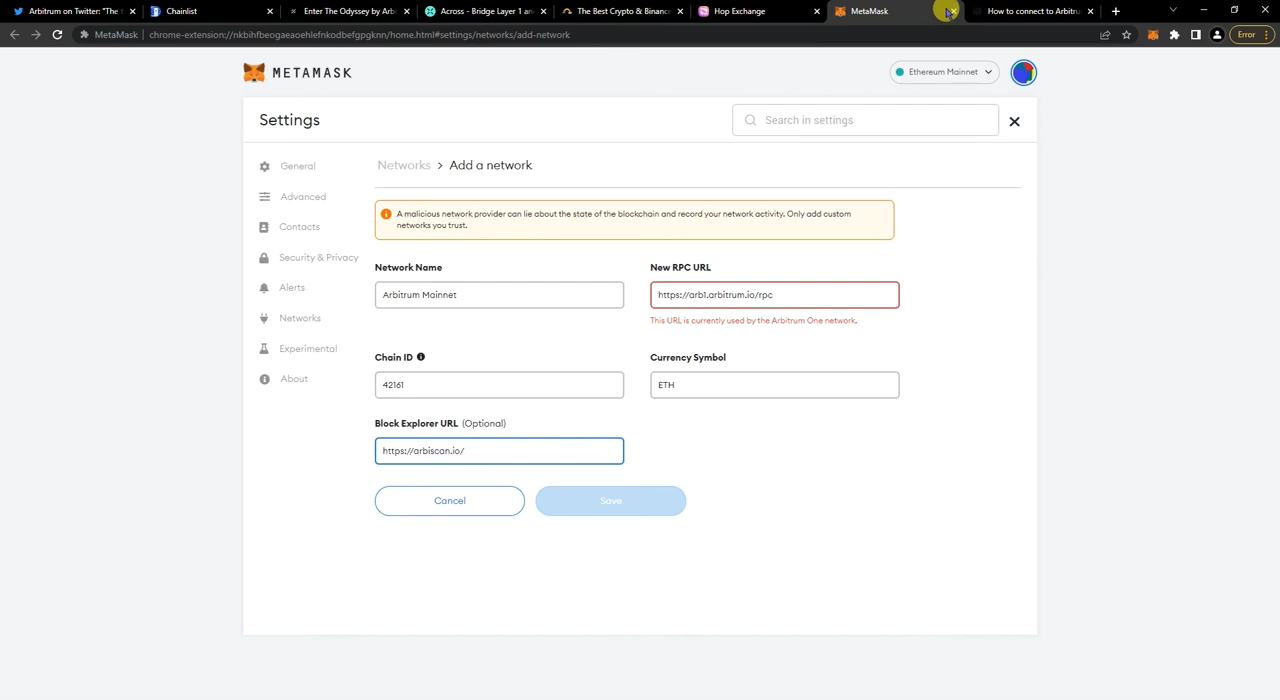 Arbitrum on Twitter: "The
Chainlist
Enter The Odyssey by Arbi
Across - Bridge Layer 1 an
The Best Crypto & Binance
Hop Exchange
MetaMask
How to connect to Arbitru
MetaMask
chrome-extension://nkbihfbeogaeaoehlefnkodbefgpgknn/home.html#settings/networks/add-network
Error
METAMASK
Ethereum Mainnet
Settings
Search in settings
General
Advanced
Contacts
Security & Privacy
Alerts
Networks
Experimental
About
Networks > Add a network
A malicious network provider can lie about the state of the blockchain and record your network activity. Only add custom
networks you trust.
Network Name
Arbitrum Mainnet
New RPC URL
https://arb1.arbitrum.io/rpc
This URL is currently used by the Arbitrum One network.
Chain ID
42161
Currency Symbol
ETH
Block Explorer URL (Optional)
https://arbiscan.io/
Cancel
Save